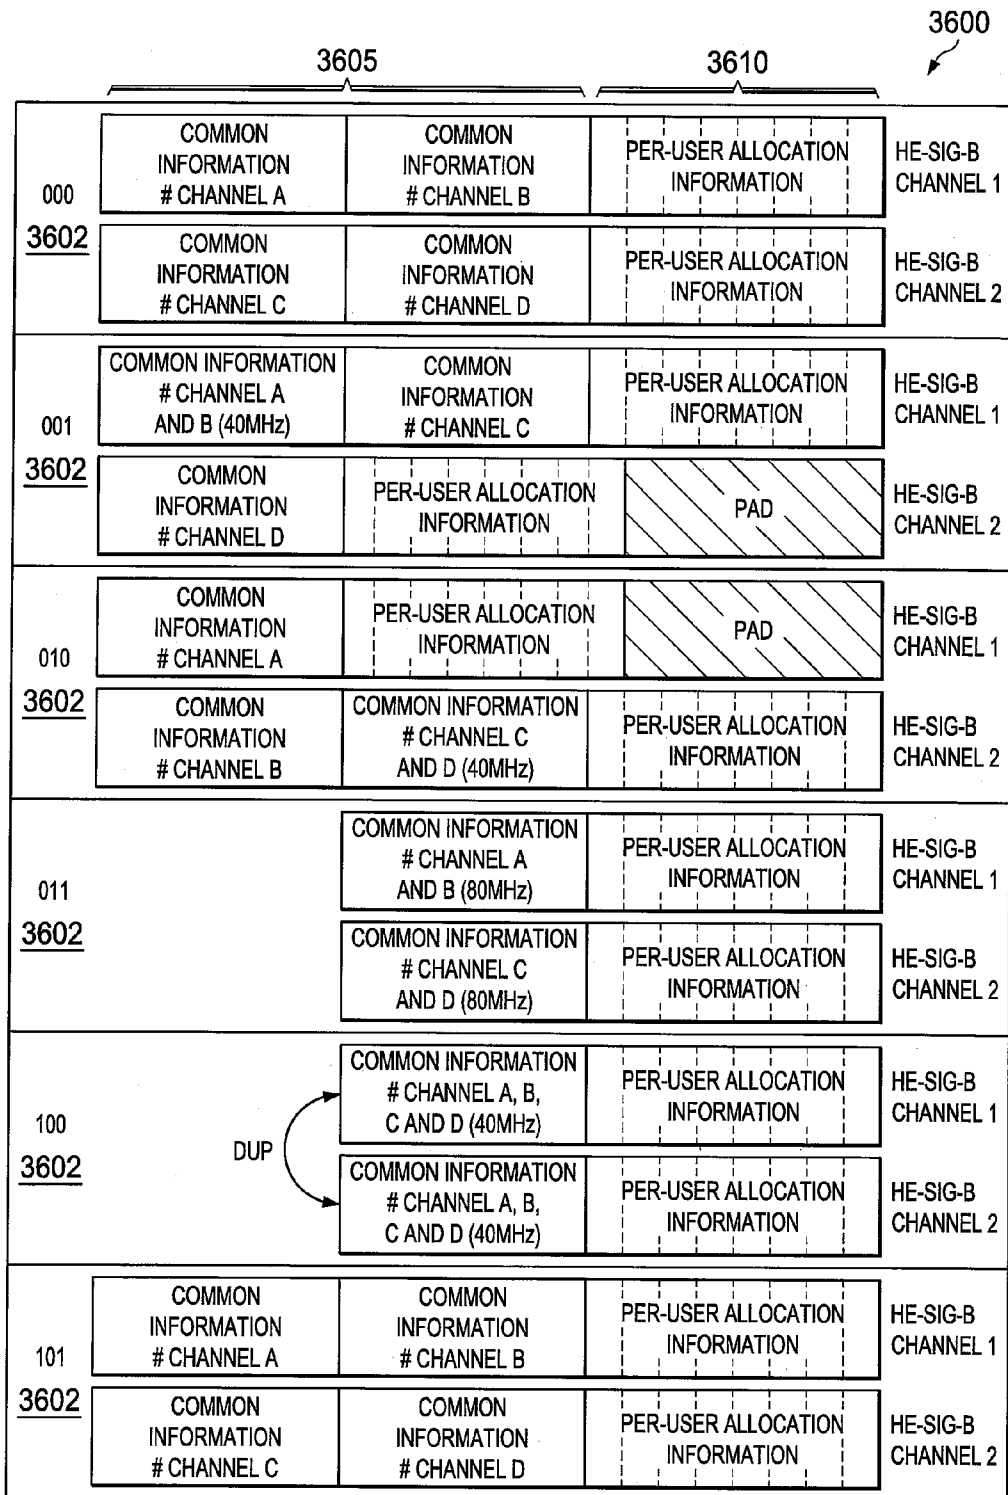 3600
3605
3610
000
3602
COMMON
INFORMATION
# CHANNEL A
COMMON
INFORMATION
# CHANNEL B
PER-USER ALLOCATION
INFORMATION
HE-SIG-B
CHANNEL 1
COMMON
INFORMATION
# CHANNEL C
COMMON
INFORMATION
# CHANNEL D
PER-USER ALLOCATION
INFORMATION
HE-SIG-B
CHANNEL 2
001
3602
COMMON INFORMATION
# CHANNEL A
AND B (40MHz)
COMMON
INFORMATION
# CHANNEL C
PER-USER ALLOCATION
INFORMATION
HE-SIG-B
CHANNEL 1
COMMON
INFORMATION
# CHANNEL D
PER-USER ALLOCATION
INFORMATION
PAD
HE-SIG-B
CHANNEL 2
010
3602
COMMON
INFORMATION
# CHANNEL A
PER-USER ALLOCATION
INFORMATION
PAD
HE-SIG-B
CHANNEL 1
COMMON
INFORMATION
# CHANNEL B
COMMON INFORMATION
# CHANNEL C
AND D (40MHz)
PER-USER ALLOCATION
INFORMATION
HE-SIG-B
CHANNEL 2
011
3602
COMMON INFORMATION
# CHANNEL A
AND B (80MHz)
PER-USER ALLOCATION
INFORMATION
HE-SIG-B
CHANNEL 1
COMMON INFORMATION
# CHANNEL C
AND D (80MHz)
PER-USER ALLOCATION
INFORMATION
HE-SIG-B
CHANNEL 2
100
3602
DUP
COMMON INFORMATION
# CHANNEL A, B,
C AND D (40MHz)
PER-USER ALLOCATION
INFORMATION
HE-SIG-B
CHANNEL 1
COMMON INFORMATION
# CHANNEL A, B,
C AND D (40MHz)
PER-USER ALLOCATION
INFORMATION
HE-SIG-B
CHANNEL 2
101
3602
COMMON
INFORMATION
# CHANNEL A
COMMON
INFORMATION
# CHANNEL B
PER-USER ALLOCATION
INFORMATION
HE-SIG-B
CHANNEL 1
COMMON
INFORMATION
# CHANNEL C
COMMON
INFORMATION
# CHANNEL D
PER-USER ALLOCATION
INFORMATION
HE-SIG-B
CHANNEL 2